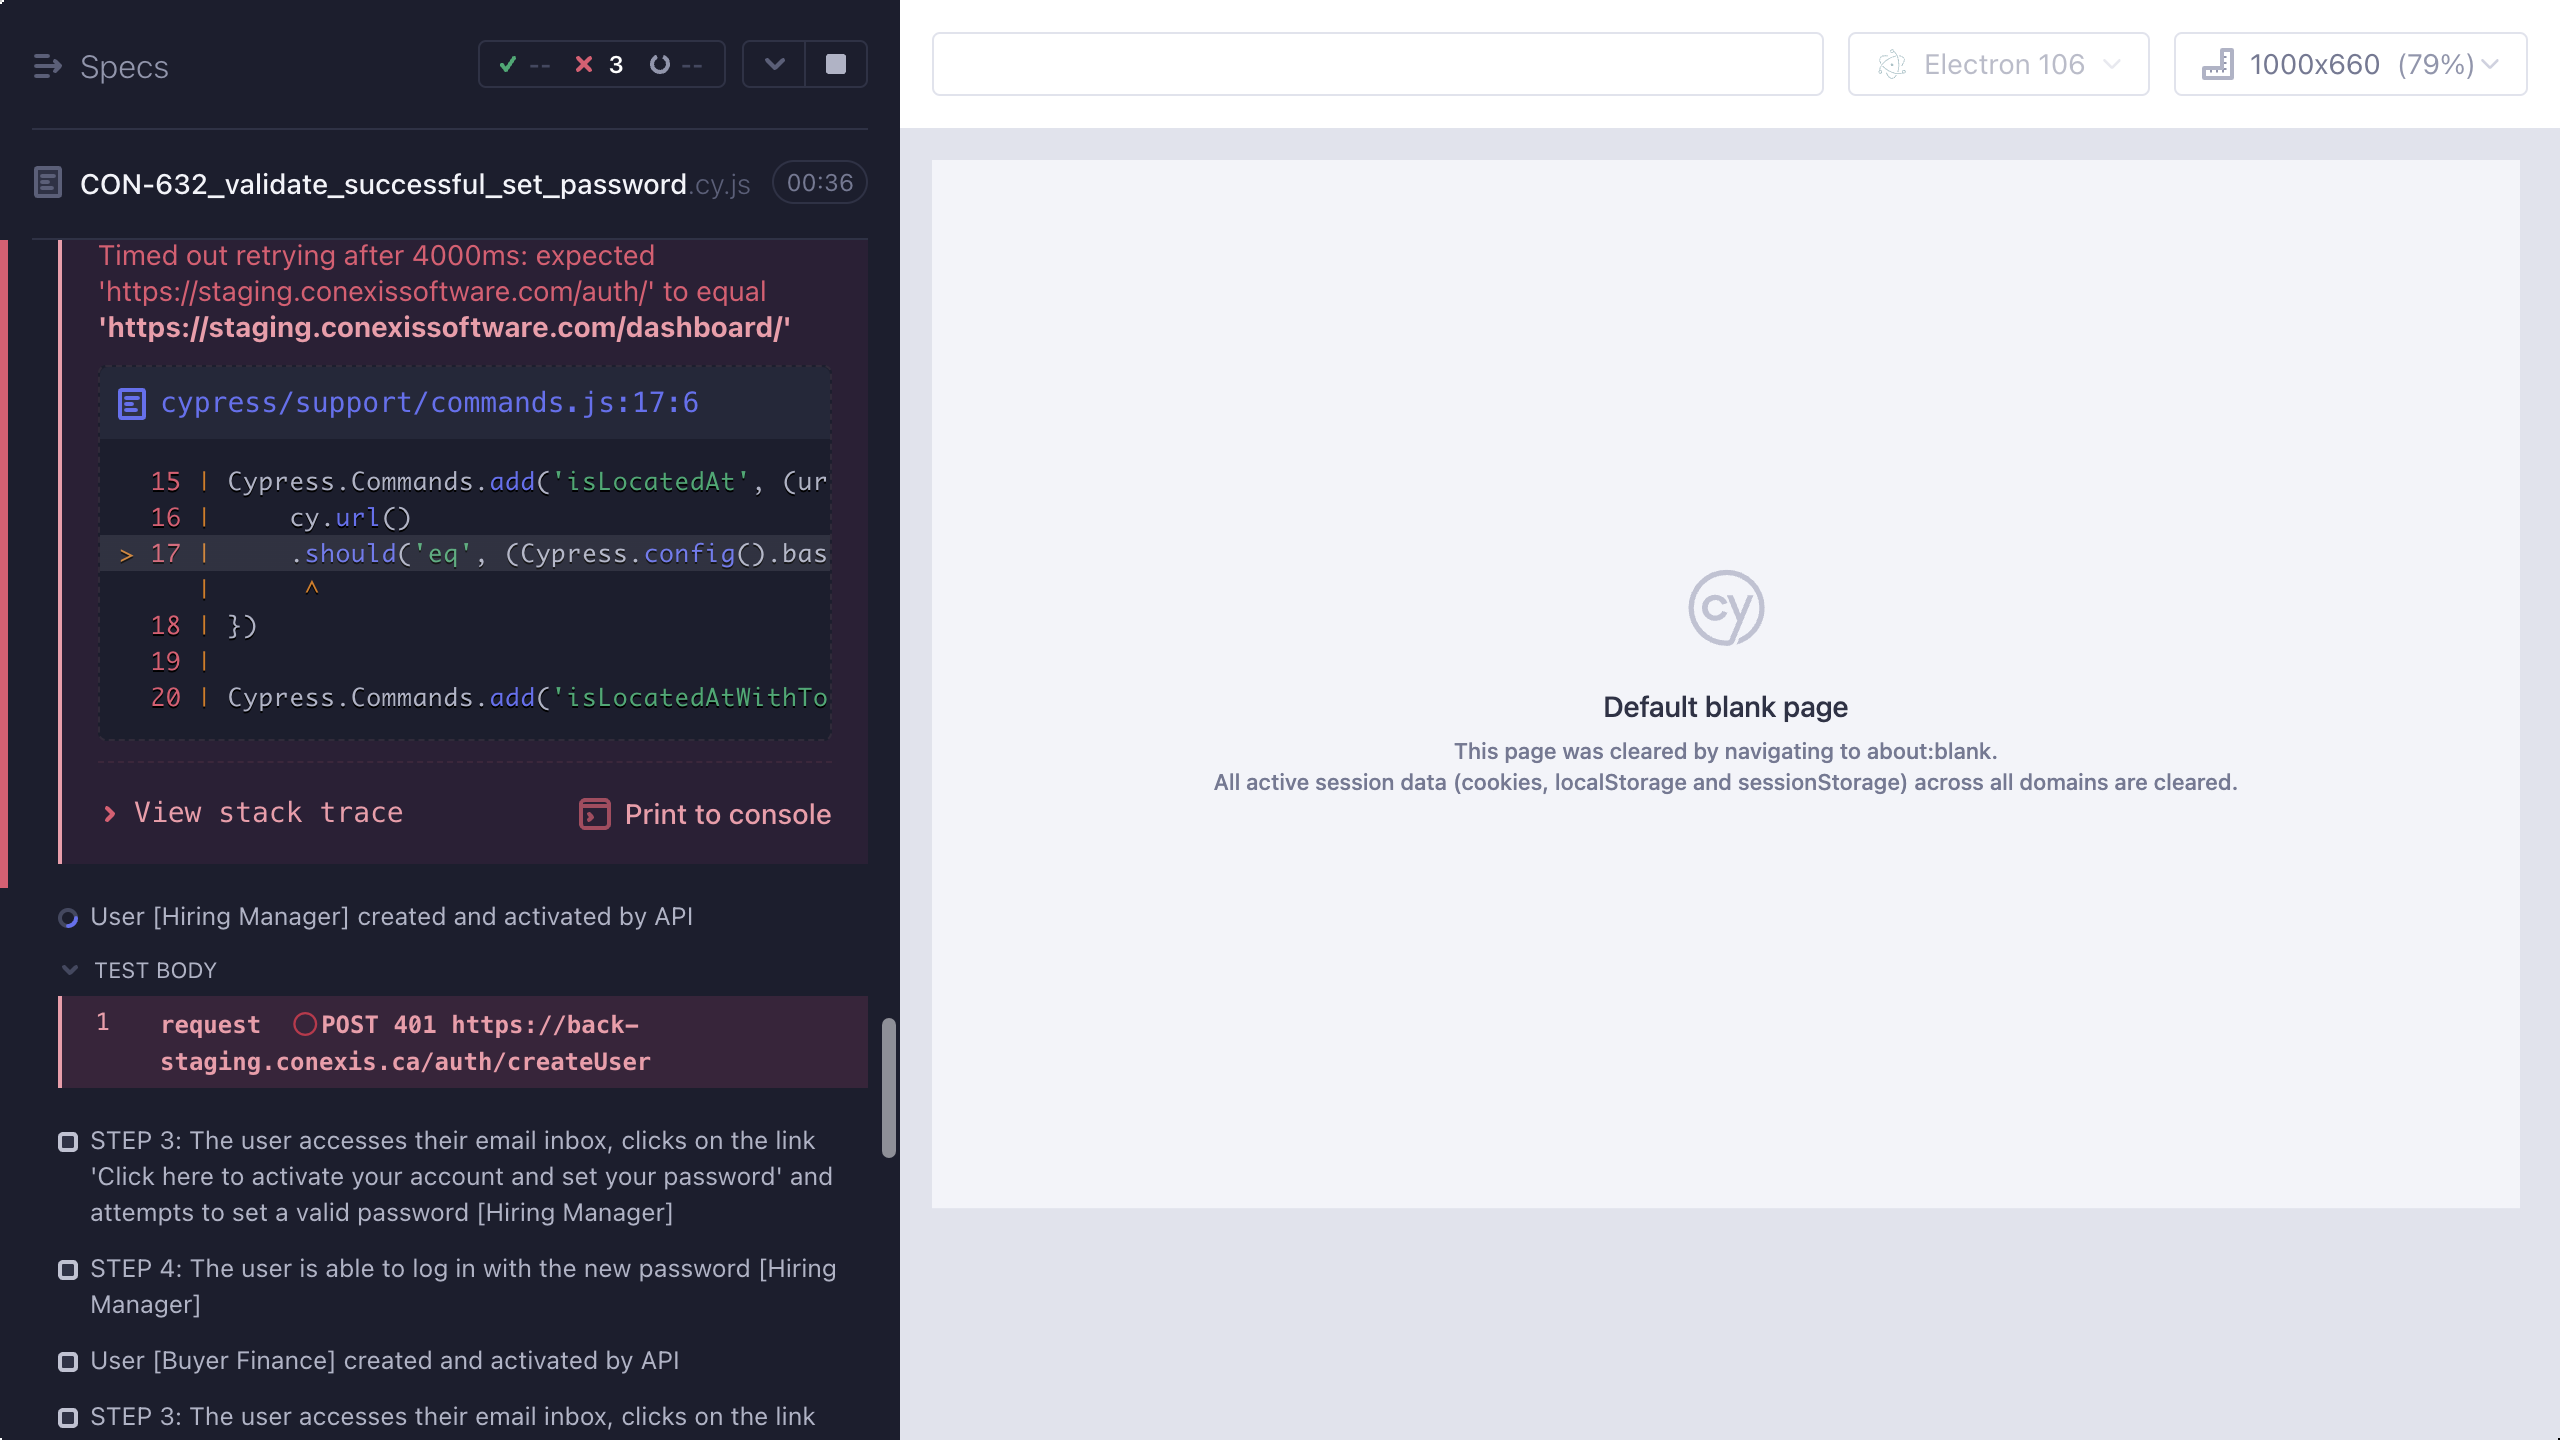 Specs
-- 3 --
CON-632_validate_successful_set_password.cy.js 00:36
Timed out retrying after 4000ms: expected
'https://staging.conexissoftware.com/auth/' to equal
'https://staging.conexissoftware.com/dashboard/'
cypress/support/commands.js:17:6
15 | Cypress.Commands.add('isLocatedAt', (ur
16 | cy.url()
> 17 | .should('eq', (Cypress.config().bas
| ^
18 | })
19 |
20 | Cypress.Commands.add('isLocatedAtWithTo
View stack trace
Print to console
User [Hiring Manager] created and activated by API
TEST BODY
1 request POST 401 https://back-
staging.conexis.ca/auth/createUser
STEP 3: The user accesses their email inbox, clicks on the link
'Click here to activate your account and set your password' and
attempts to set a valid password [Hiring Manager]
STEP 4: The user is able to log in with the new password [Hiring
Manager]
User [Buyer Finance] created and activated by API
STEP 3: The user accesses their email inbox, clicks on the link
Electron 106
1000x660 (79%)
cy
Default blank page
This page was cleared by navigating to about:blank.
All active session data (cookies, localStorage and sessionStorage) across all domains are cleared.